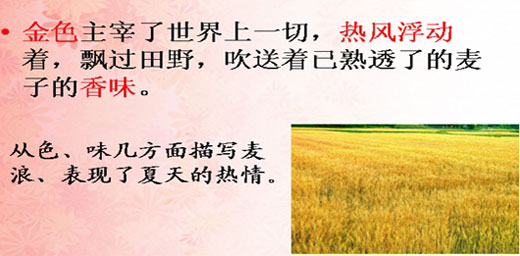 • 金色主宰了世界上一切，热风浮动
着，飘过田野，吹送着已熟透了的麦
子的香味。
从色、味几方面描写麦
浪、表现了夏天的热情。